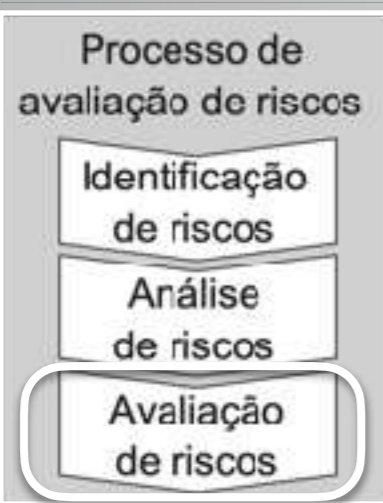 Processo de
avaliação de riscos
Identificação
de riscos
Análise
de riscos
Avaliação
de riscos